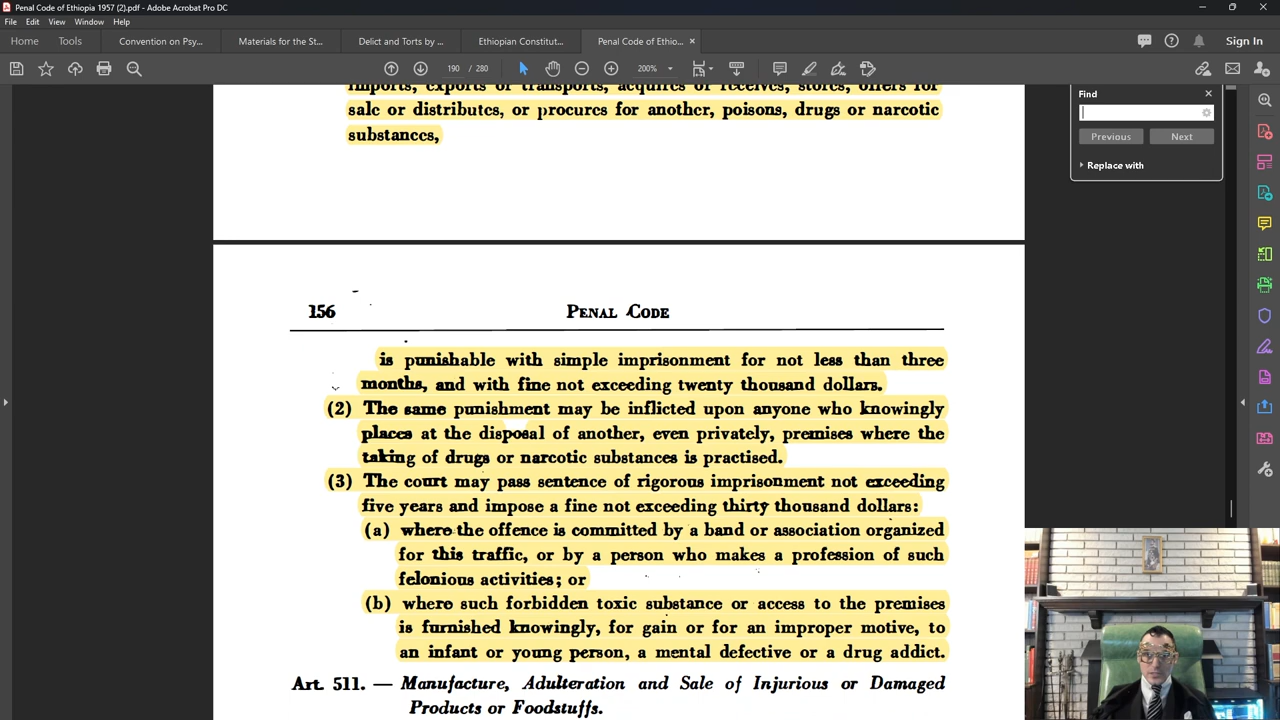 Penal Code of Ethiopia 1957 (2).pdf - Adobe Acrobat Pro DC
File Edit View Window Help
Home Tools Convention on Psy... Materials for the St... Delict and Torts by ... Ethiopian Constitut... Penal Code of Ethio... × Sign In
190 / 280 200%
imports, exports or transports, acquires or receives, stores, offers for
sale or distributes, or procures for another, poisons, drugs or narcotic
substances,
Find
Previous Next
Replace with
156 PENAL CODE
is punishable with simple imprisonment for not less than three
months, and with fine not exceeding twenty thousand dollars.
(2) The same punishment may be inflicted upon anyone who knowingly
places at the disposal of another, even privately, premises where the
taking of drugs or narcotic substances is practised.
(3) The court may pass sentence of rigorous imprisonment not exceeding
five years and impose a fine not exceeding thirty thousand dollars:
(a) where the offence is committed by a band or association organized
for this traffic, or by a person who makes a profession of such
felonious activities; or
(b) where such forbidden toxic substance or access to the premises
is furnished knowingly, for gain or for an improper motive, to
an infant or young person, a mental defective or a drug addict.
Art. 511. — Manufacture, Adulteration and Sale of Injurious or Damaged
Products or Foodstuffs.